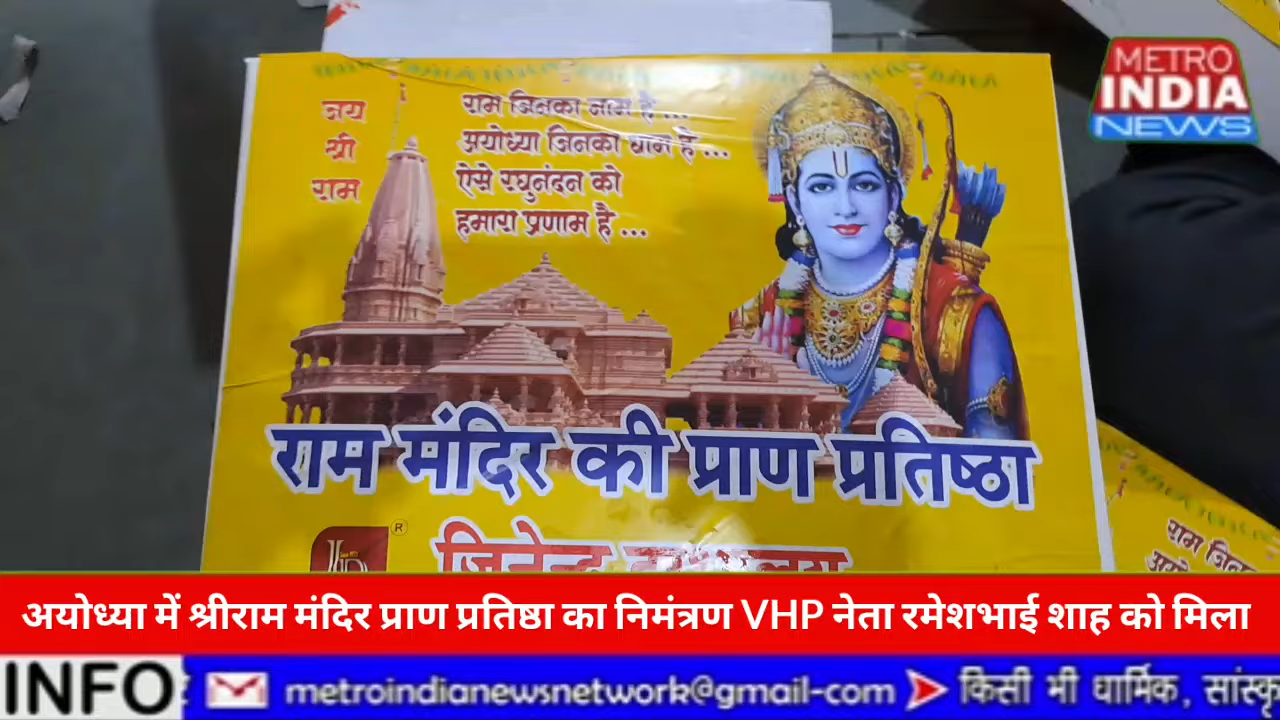 METRO
INDIA
NEWS
जय
श्री
राम
राम जिनका नाम है ...
अयोध्या जिनका धाम है ...
ऐसे रघुनंदन को
हमारा प्रणाम है ...
राम मंदिर की प्राण प्रतिष्ठा
जिनेन्द्र
राम
अयोध्या में श्रीराम मंदिर प्राण प्रतिष्ठा का निमंत्रण VHP नेता रमेशभाई शाह को मिला
INFO metroindianewsnetwork@gmail-com किसी भी धार्मिक,